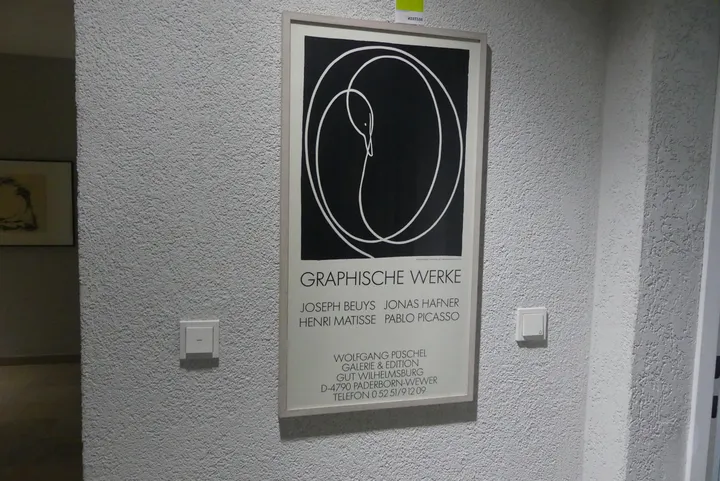 GRAPHISCHE WERKE
JOSEPH BEUYS JONAS HAFNER
HENRI MATISSE PABLO PICASSO
WOLFGANG PÜSCHEL
GALERIE & EDITION
GUT WILHELMSBURG
D-4790 PADERBORN-WEWER
TELEFON 0 52 51/9 12 09